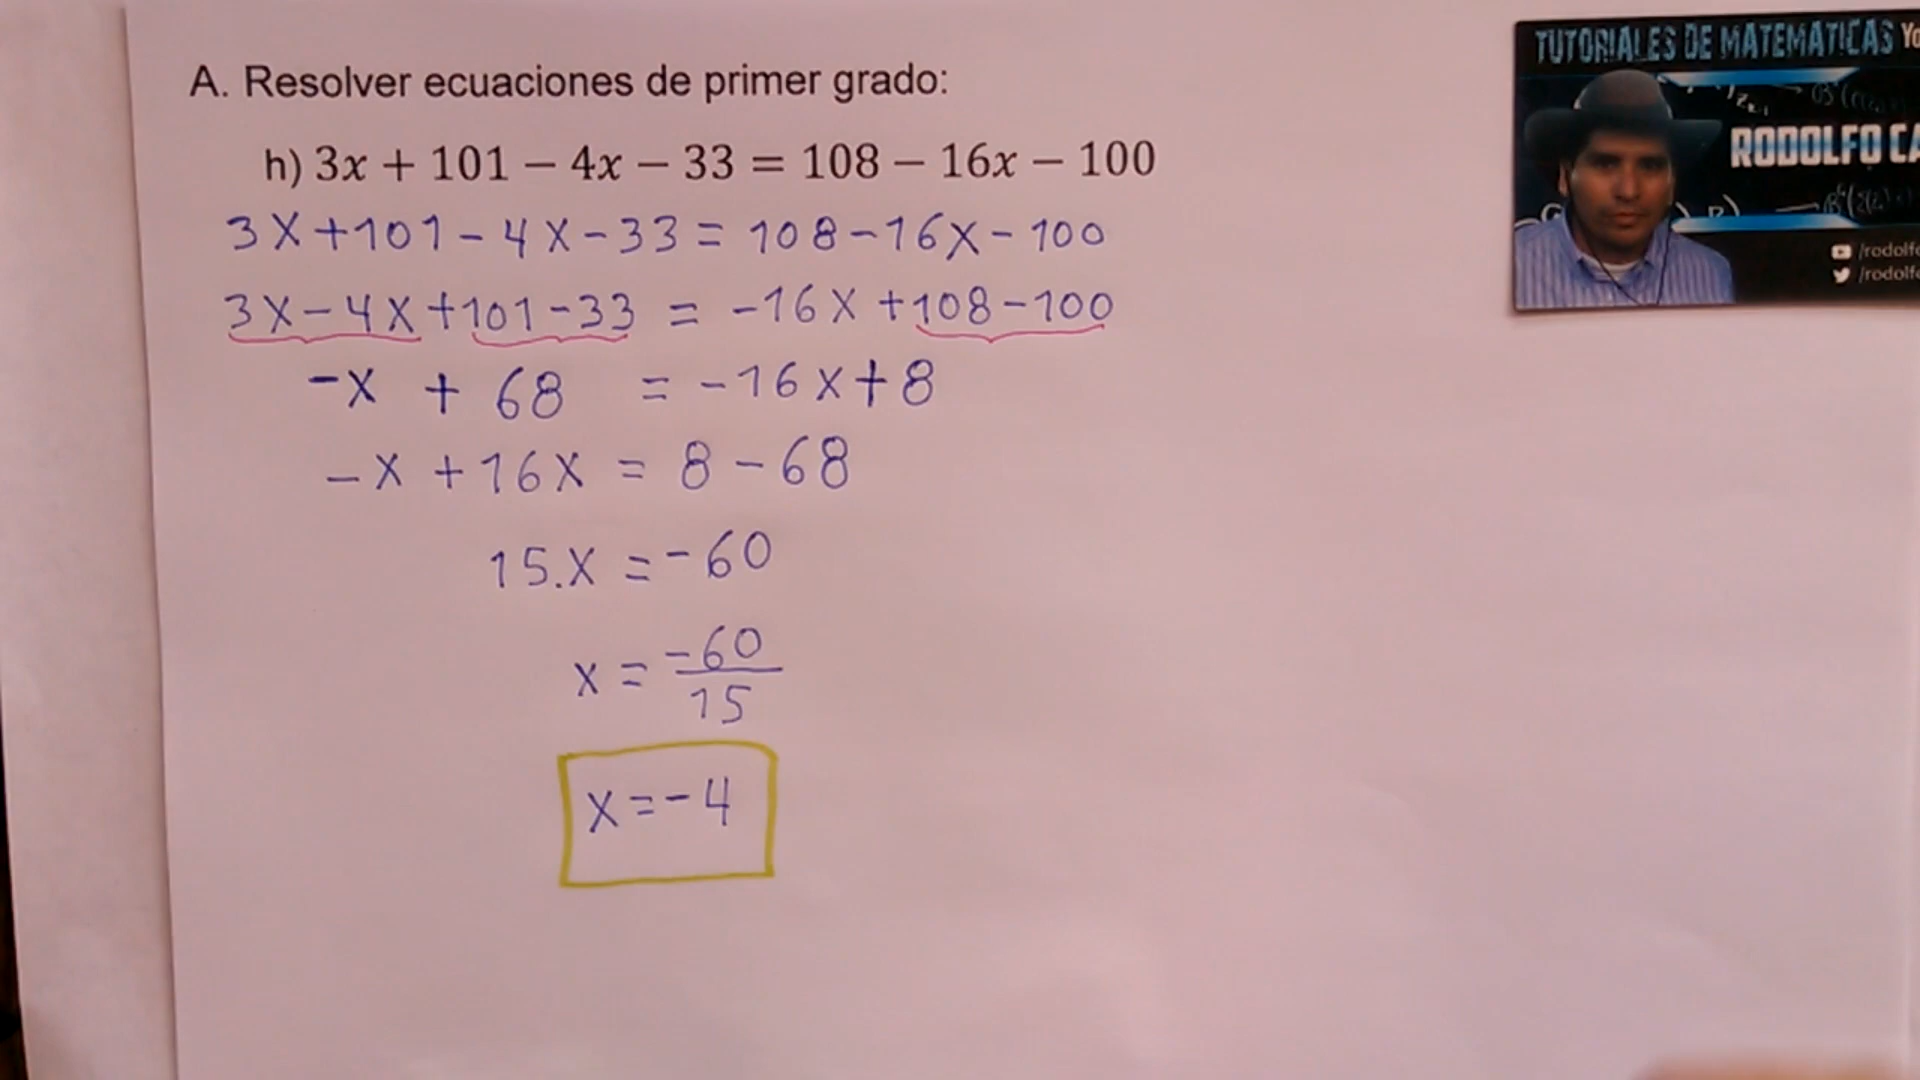 A. Resolver ecuaciones de primer grado:
h) 3x + 101 − 4x − 33 = 108 − 16x − 100
3x+101-4x-33=108-16x-100
3x-4x+101-33 = -16x+108-100
-x + 68 = -16x+8
-x+16x = 8-68
15.x =-60
x = -60/15
x=-4
TUTORIALES DE MATEMATICAS
RODOLFO